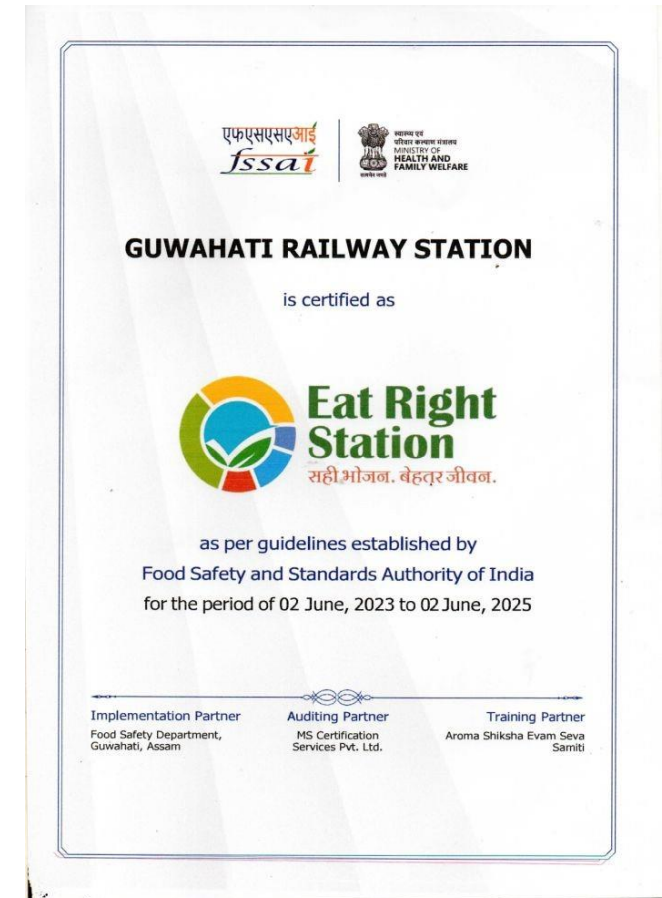 एफएसएसएआई
fssai
स्वास्थ्य एवं
परिवार कल्याण मंत्रालय
MINISTRY OF
HEALTH AND
FAMILY WELFARE
सत्यमेव जयते
GUWAHATI RAILWAY STATION
is certified as
Eat Right
Station
सही भोजन. बेहतर जीवन.
as per guidelines established by
Food Safety and Standards Authority of India
for the period of 02 June, 2023 to 02 June, 2025
Implementation Partner
Food Safety Department,
Guwahati, Assam
Auditing Partner
MS Certification
Services Pvt. Ltd.
Training Partner
Aroma Shiksha Evam Seva
Samiti